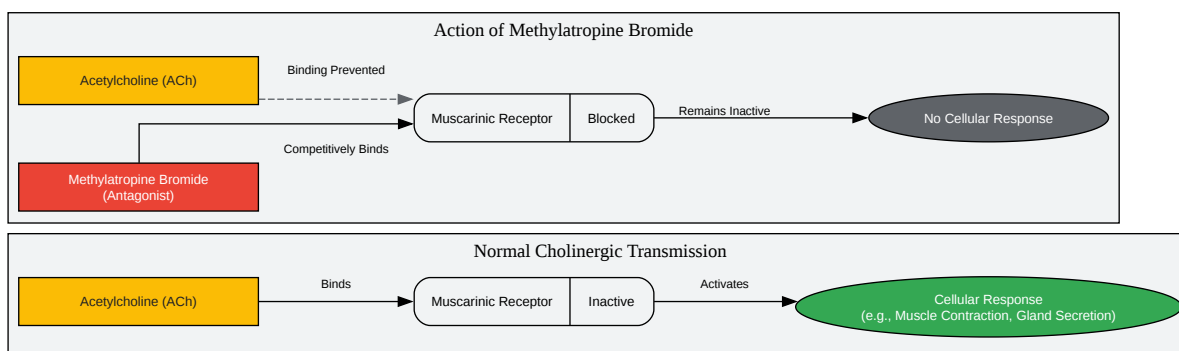 Action of Methylatropine Bromide
Acetylcholine (ACh)
Binding Prevented
Muscarinic Receptor
Blocked
Remains Inactive
No Cellular Response
Competitively Binds
Methylatropine Bromide
(Antagonist)
Normal Cholinergic Transmission
Acetylcholine (ACh)
Binds
Muscarinic Receptor
Inactive
Activates
Cellular Response
(e.g., Muscle Contraction, Gland Secretion)